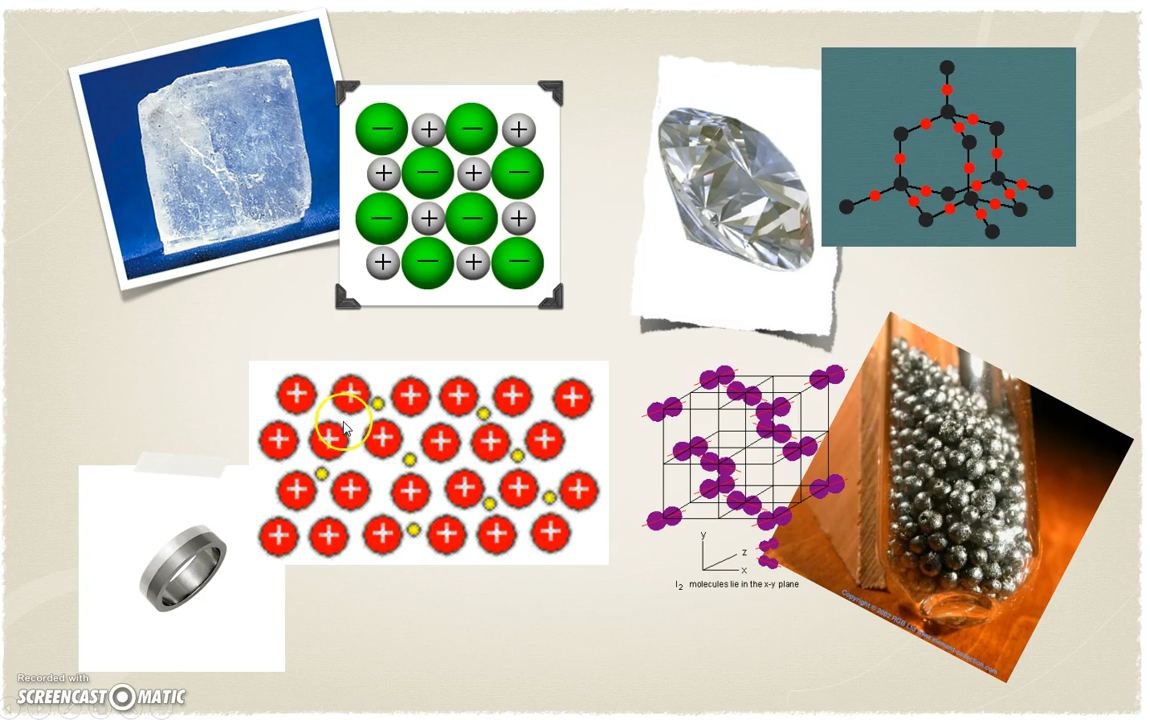 − + − +
+ − + −
− + − +
+ − + −
+ + + + + +
+ + + + + +
+ + + + + +
+ + + + + +
y
z
x
I2 molecules lie in the x-y plane
Recorded with
SCREENCAST-O-MATIC